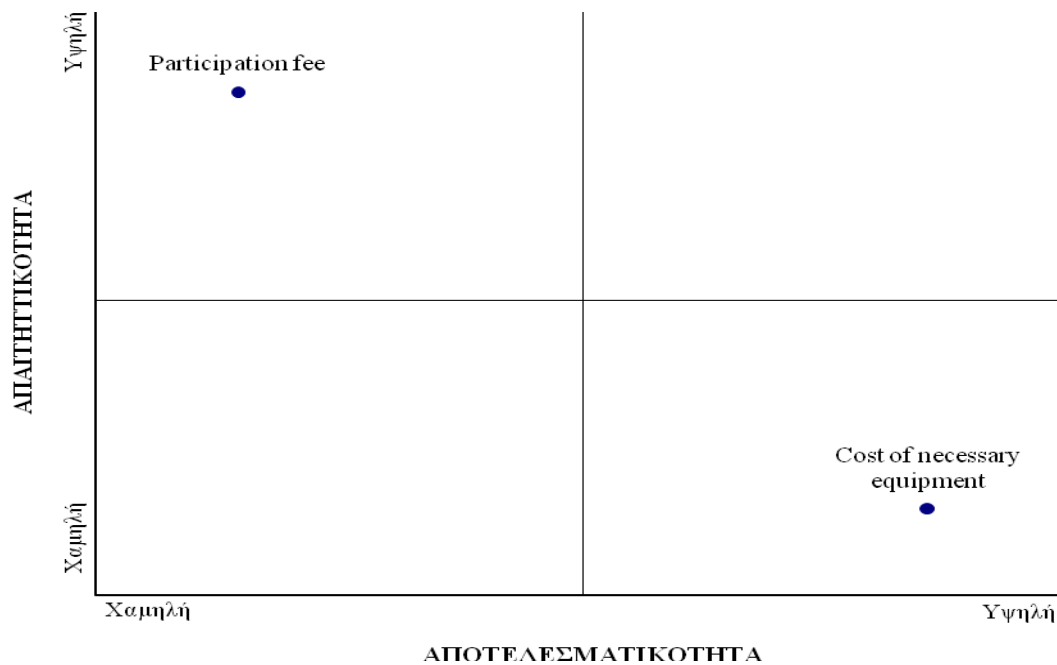 Υψηλή
Participation fee
ΑΠΑΙΤΗΤΙΚΟΤΗΤΑ
Cost of necessary
equipment
Χαμηλή
Χαμηλή
Υψηλή
ΑΠΟΤΕΛΕΣΜΑΤΙΚΟΤΗΤΑ